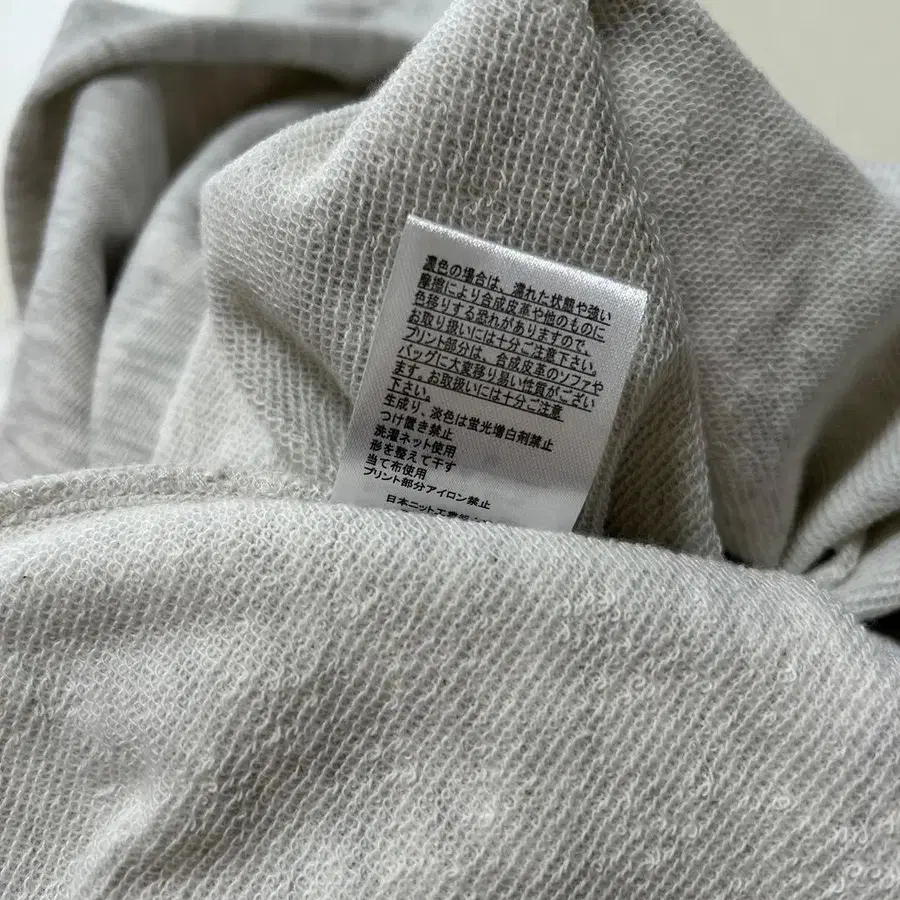 濃色の場合は、濡れた状態や強い
摩擦により合成皮革や他のものに
色移りする恐れがありますので、
お取り扱いには十分ご注意下さい。
プリント部分は、合成皮革のソファや
バッグに大変移り易い性質がござい
ます。お取扱いには十分ご注意
下さい。
生成り、淡色は蛍光増白剤禁止
つけ置き禁止
洗濯ネット使用
形を整えて干す
当て布使用
プリント部分アイロン禁止
日本ニット工業組